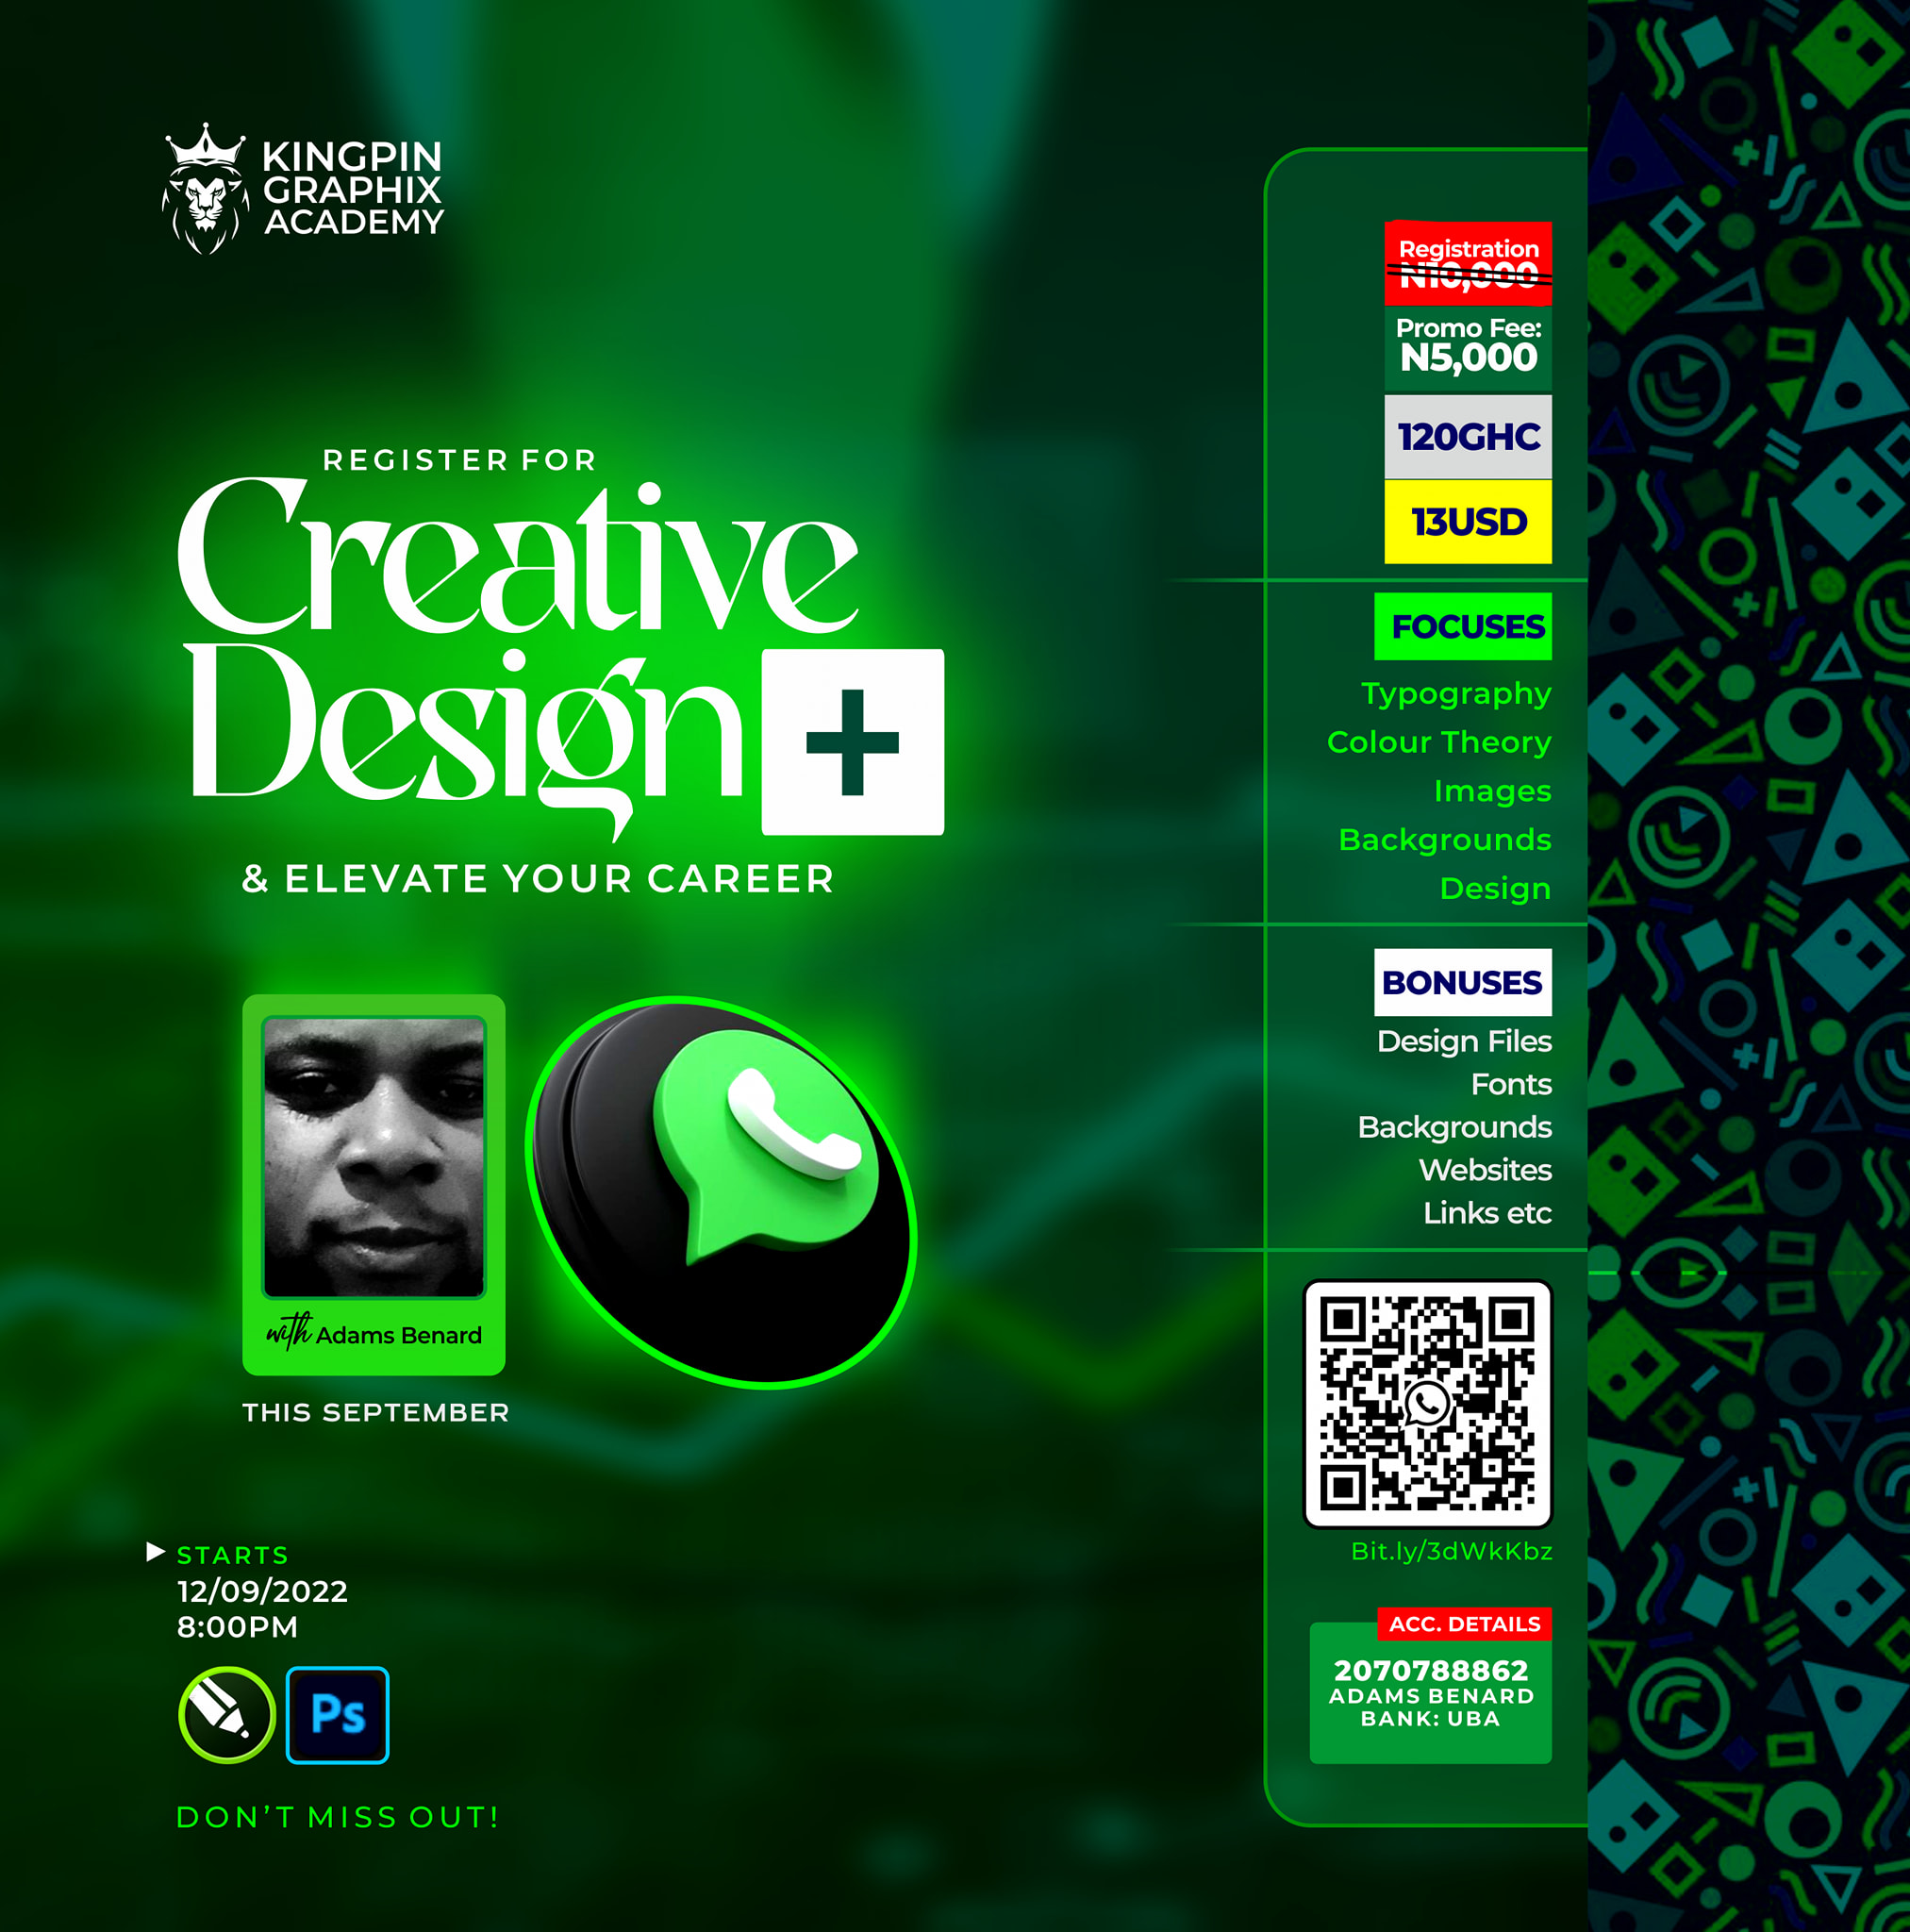 KINGPIN
GRAPHIX
ACADEMY
REGISTER FOR
Creative
Design+
& ELEVATE YOUR CAREER
with Adams Benard
THIS SEPTEMBER
STARTS
12/09/2022
8:00PM
Ps
DON'T MISS OUT!
Registration
N10,000
Promo Fee:
N5,000
120GHC
13USD
FOCUSES
Typography
Colour Theory
Images
Backgrounds
Design
BONUSES
Design Files
Fonts
Backgrounds
Websites
Links etc
Bit.ly/3dWkKbz
ACC. DETAILS
2070788862
ADAMS BENARD
BANK: UBA